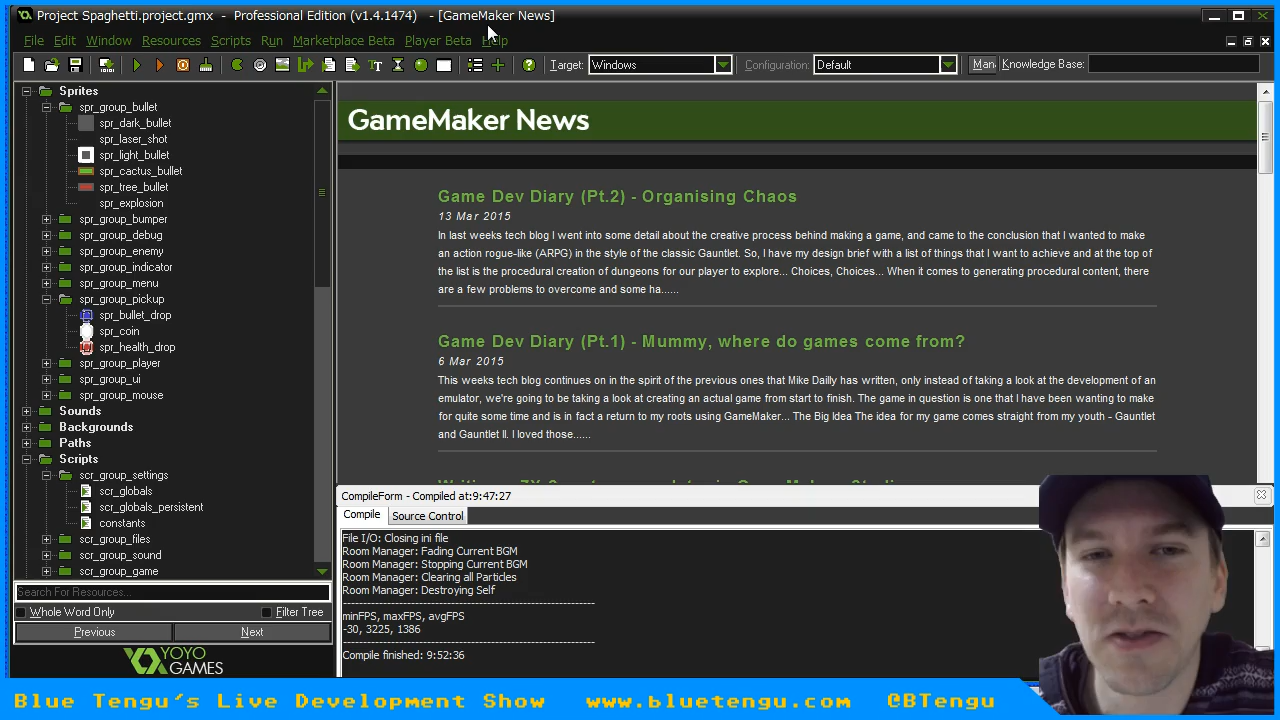 Project Spaghetti.project.gmx - Professional Edition (v1.4.1474) - [GameMaker News]
File Edit Window Resources Scripts Run Marketplace Beta Player Beta Help
Target: Windows Configuration: Default Man Knowledge Base:
Sprites
spr_group_bullet
spr_dark_bullet
spr_laser_shot
spr_light_bullet
spr_cactus_bullet
spr_tree_bullet
spr_explosion
spr_group_bumper
spr_group_debug
spr_group_enemy
spr_group_indicator
spr_group_menu
spr_group_pickup
spr_bullet_drop
spr_coin
spr_health_drop
spr_group_player
spr_group_ui
spr_group_mouse
Sounds
Backgrounds
Paths
Scripts
scr_group_settings
scr_globals
scr_globals_persistent
constants
scr_group_files
scr_group_sound
scr_group_game
Search For Resources...
Whole Word Only Filter Tree
Previous Next
YOYO
GAMES
GameMaker News
Game Dev Diary (Pt.2) - Organising Chaos
13 Mar 2015
In last weeks tech blog I went into some detail about the creative process behind making a game, and came to the conclusion that I wanted to make
an action rogue-like (ARPG) in the style of the classic Gauntlet. So, I have my design brief with a list of things that I want to achieve and at the top of
the list is the procedural creation of dungeons for our player to explore... Choices, Choices... When it comes to generating procedural content, there
are a few problems to overcome and some ha......
Game Dev Diary (Pt.1) - Mummy, where do games come from?
6 Mar 2015
This weeks tech blog continues on in the spirit of the previous ones that Mike Dailly has written, only instead of taking a look at the development of an
emulator, we're going to be taking a look at creating an actual game from start to finish. The game in question is one that I have been wanting to make
for quite some time and is in fact a return to my roots using GameMaker... The Big Idea The idea for my game comes straight from my youth - Gauntlet
and Gauntlet II. I loved those......
CompileForm - Compiled at:9:47:27
Compile Source Control
File I/O: Closing ini file
Room Manager: Fading Current BGM
Room Manager: Stopping Current BGM
Room Manager: Clearing all Particles
Room Manager: Destroying Self
minFPS, maxFPS, avgFPS
-30, 3225, 1386
Compile finished: 9:52:36
Blue Tengu's Live Development Show www.bluetengu.com @BTengu